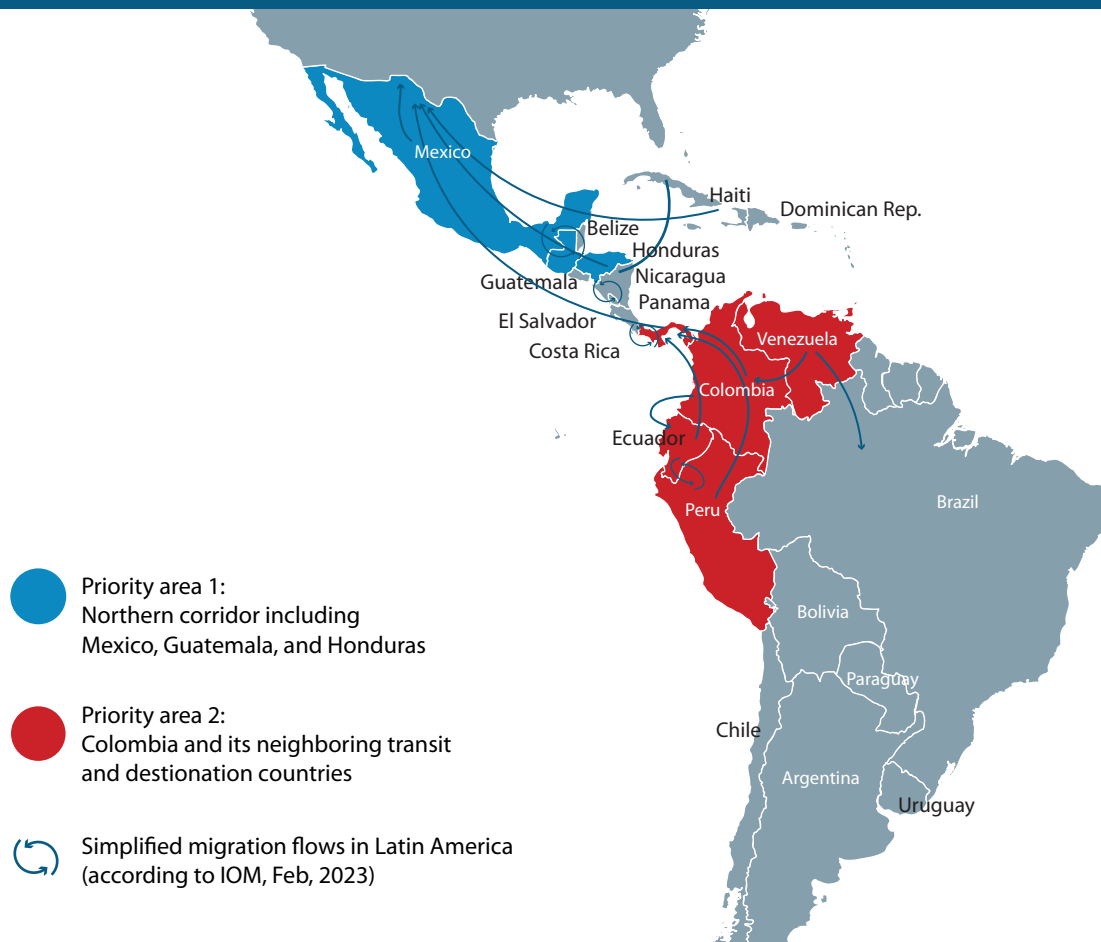 Mexico
Haiti
Dominican Rep.
Belize
Honduras
Guatemala
Nicaragua
Panama
El Salvador
Costa Rica
Venezuela
Colombia
Ecuador
Peru
Brazil
Bolivia
Paraguay
Chile
Argentina
Uruguay
Priority area 1:
Northern corridor including
Mexico, Guatemala, and Honduras
Priority area 2:
Colombia and its neighboring transit
and destionation countries
Simplified migration flows in Latin America
(according to IOM, Feb, 2023)